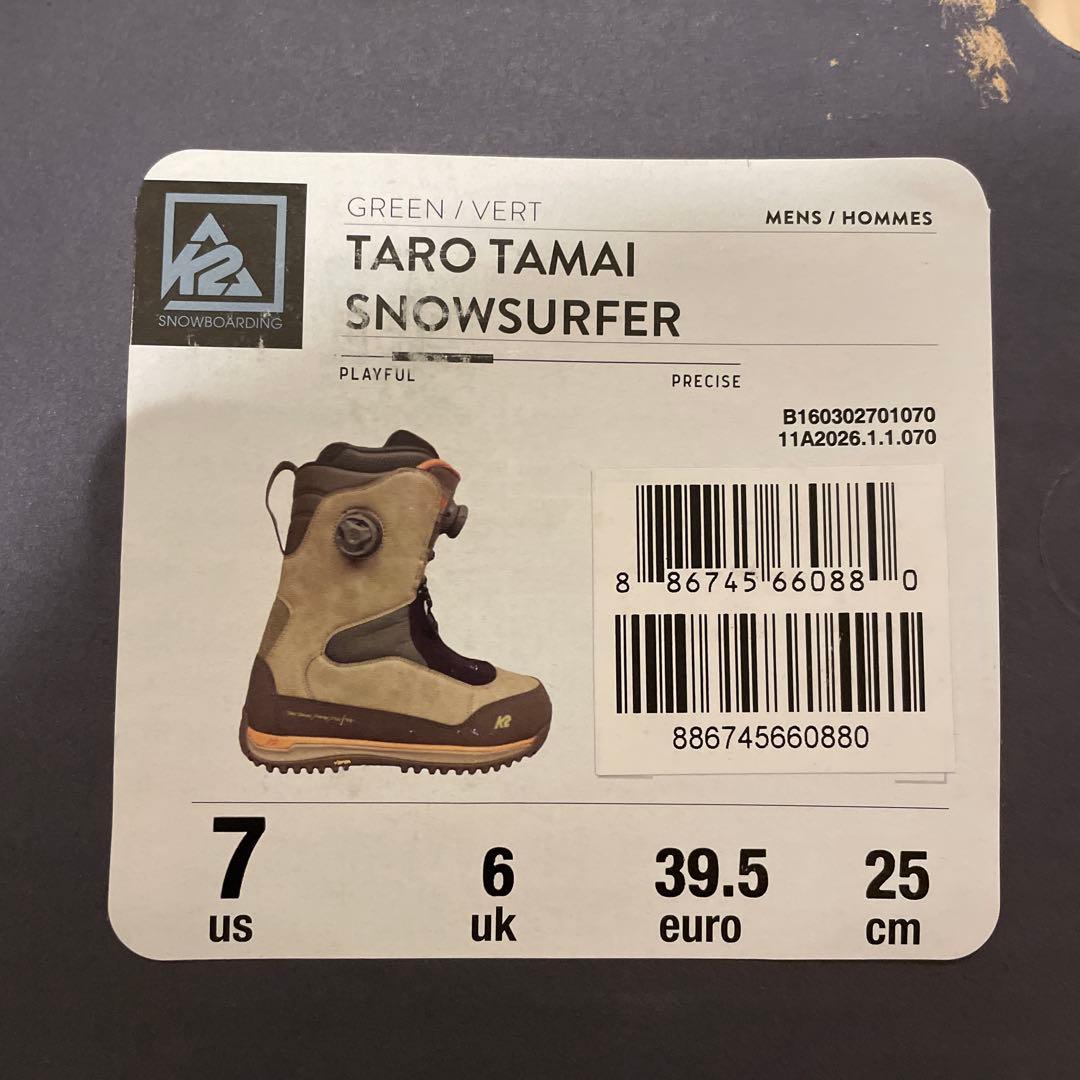 K2
SNOWBOARDING
GREEN / VERT
MENS / HOMMES
TARO TAMAI
SNOWSURFER
PLAYFUL
PRECISE
B160302701070
11A2026.1.1.070
8 86745 66088 0
886745660880
K2
7
us
6
uk
39.5
euro
25
cm